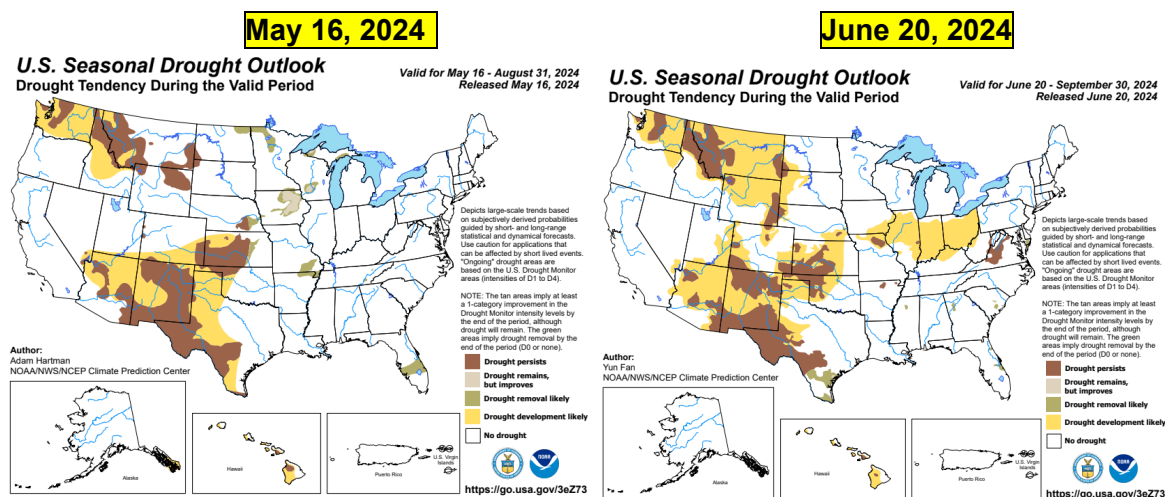 May 16, 2024
U.S. Seasonal Drought Outlook
Drought Tendency During the Valid Period
Valid for May 16 - August 31, 2024
Released May 16, 2024
Depicts large-scale trends based
on subjectively derived probabilities
guided by short- and long-range
statistical and dynamical forecasts.
Use caution for applications that
can be affected by short lived events.
"Ongoing" drought areas are
based on the U.S. Drought Monitor
areas (intensities of D1 to D4).
NOTE: The tan areas imply at least
a 1-category improvement in the
Drought Monitor intensity levels by
the end of the period, although
drought will remain. The green
areas imply drought removal by the
end of the period (D0 or none).
Author:
Adam Hartman
NOAA/NWS/NCEP Climate Prediction Center
Drought persists
Drought remains,
but improves
Drought removal likely
Drought development likely
No drought
Alaska
Hawaii
Puerto Rico
U.S. Virgin
Islands
NOAA
https://go.usa.gov/3eZ73
June 20, 2024
U.S. Seasonal Drought Outlook
Drought Tendency During the Valid Period
Valid for June 20 - September 30, 2024
Released June 20, 2024
Depicts large-scale trends based
on subjectively derived probabilities
guided by short- and long-range
statistical and dynamical forecasts.
Use caution for applications that
can be affected by short lived events.
"Ongoing" drought areas are
based on the U.S. Drought Monitor
areas (intensities of D1 to D4).
NOTE: The tan areas imply at least
a 1-category improvement in the
Drought Monitor intensity levels by
the end of the period, although
drought will remain. The green
areas imply drought removal by the
end of the period (D0 or none).
Author:
Yun Fan
NOAA/NWS/NCEP Climate Prediction Center
Drought persists
Drought remains,
but improves
Drought removal likely
Drought development likely
No drought
Alaska
Hawaii
Puerto Rico
U.S. Virgin
Islands
NOAA
https://go.usa.gov/3eZ73